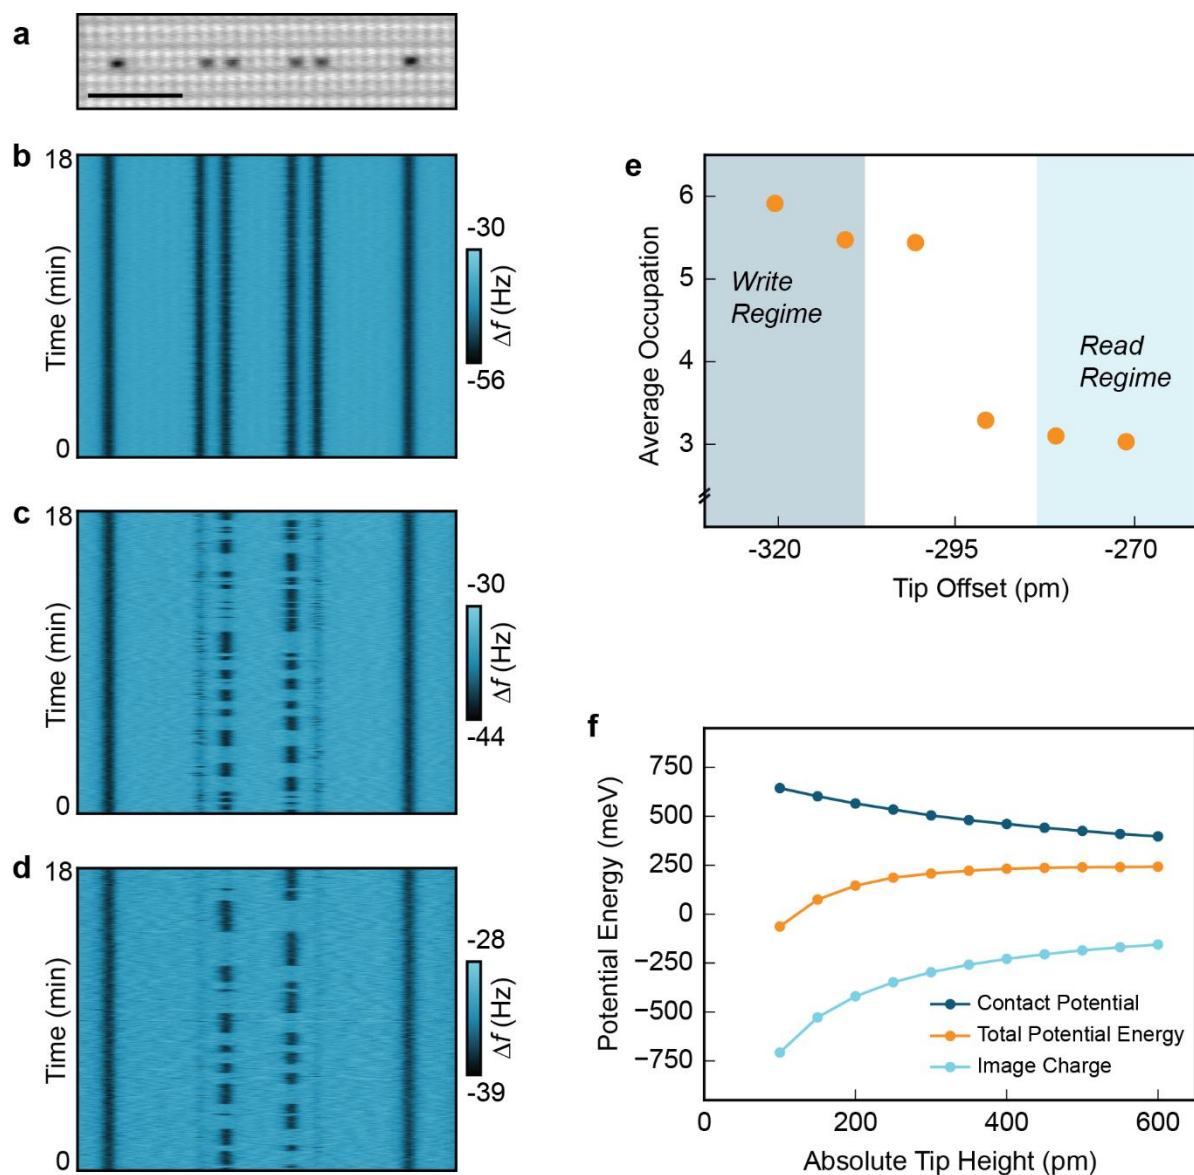 a
b
18
Time (min)
0
-30
Δf (Hz)
-56
c
18
Time (min)
0
-30
Δf (Hz)
-44
d
18
Time (min)
0
-28
Δf (Hz)
-39
e
Average Occupation
6
5
4
3
Write
Regime
Read
Regime
-320
-295
-270
Tip Offset (pm)
f
Potential Energy (meV)
750
500
250
0
−250
−500
−750
Contact Potential
Total Potential Energy
Image Charge
0
100
200
300
400
500
600
Absolute Tip Height (pm)